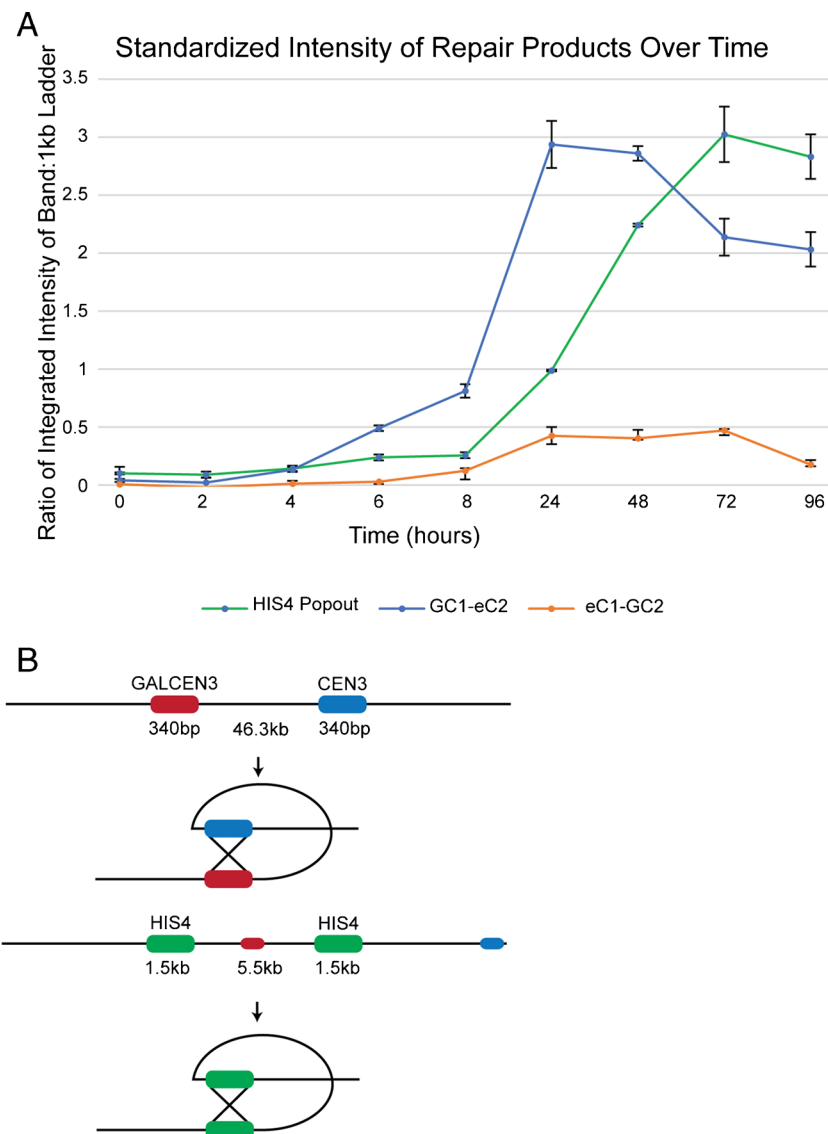 A
Standardized Intensity of Repair Products Over Time
Ratio of Integrated Intensity of Band:1kb Ladder
3.5
3
2.5
2
1.5
1
0.5
0
0 2 4 6 8 24 48 72 96
Time (hours)
HIS4 Popout GC1-eC2 eC1-GC2
B
GALCEN3 CEN3
340bp 46.3kb 340bp
HIS4 HIS4
1.5kb 5.5kb 1.5kb